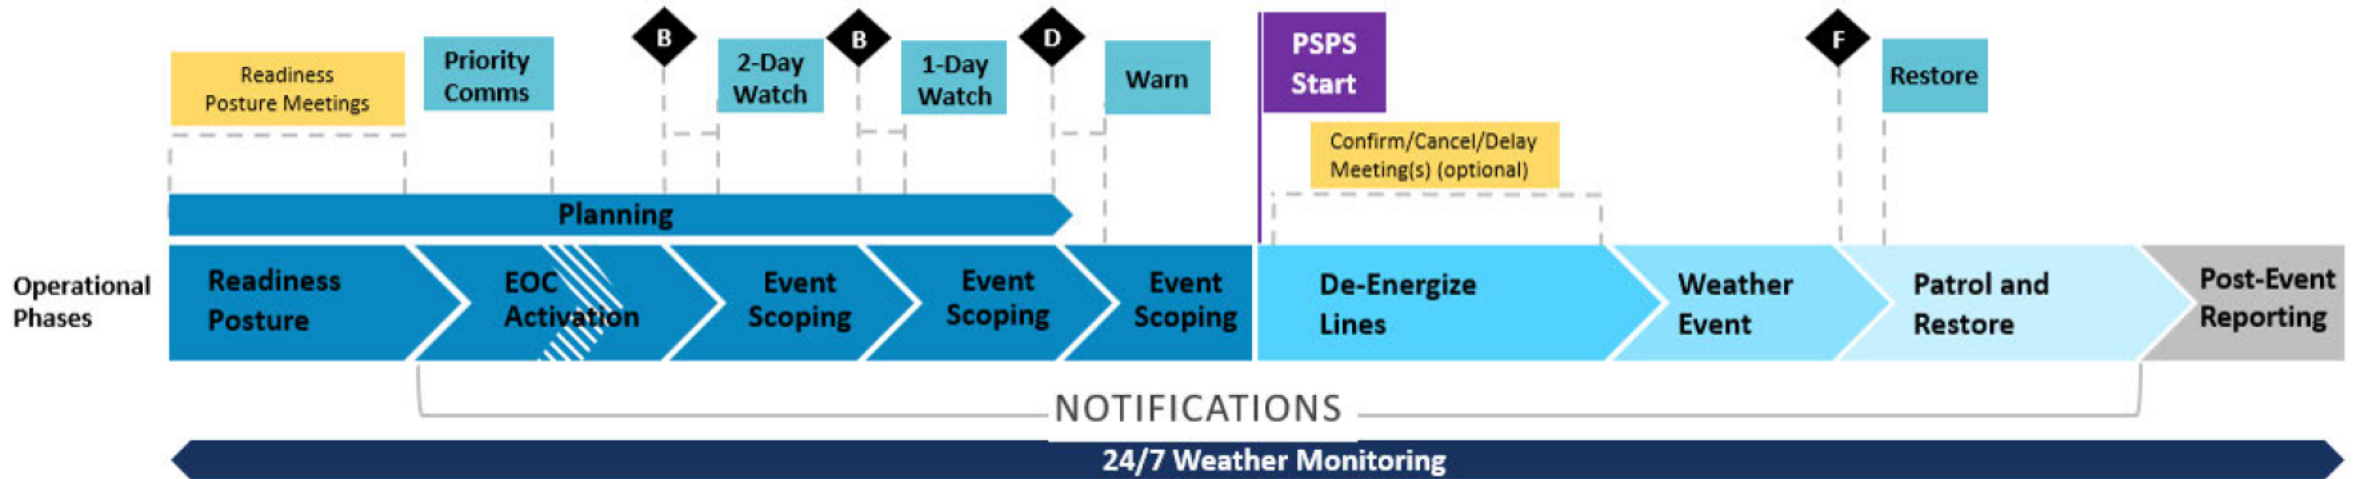 Readiness
Posture Meetings
Priority
Comms
B
2-Day
Watch
B
1-Day
Watch
D
Warn
PSPS
Start
Confirm/Cancel/Delay
Meeting(s) (optional)
F
Restore
Planning
Operational
Phases
Readiness
Posture
EOC
Activation
Event
Scoping
Event
Scoping
Event
Scoping
De-Energize
Lines
Weather
Event
Patrol and
Restore
Post-Event
Reporting
NOTIFICATIONS
24/7 Weather Monitoring